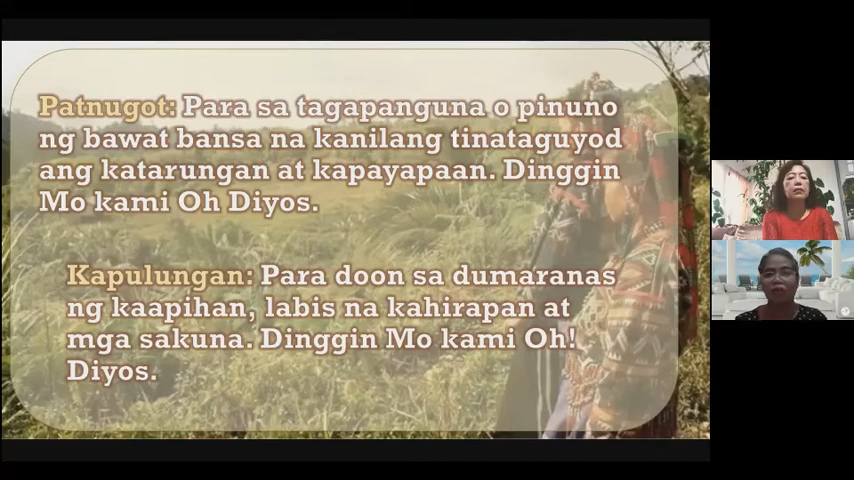 Patnugot: Para sa tagapanguna o pinuno
ng bawat bansa na kanilang tinataguyod
ang katarungan at kapayapaan. Dinggin
Mo kami Oh Diyos.
Kapulungan: Para doon sa dumaranas
ng kaapihan, labis na kahirapan at
mga sakuna. Dinggin Mo kami Oh!
Diyos.